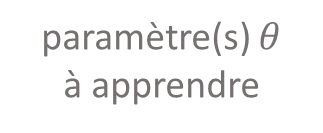 paramètre(s) θ
à apprendre